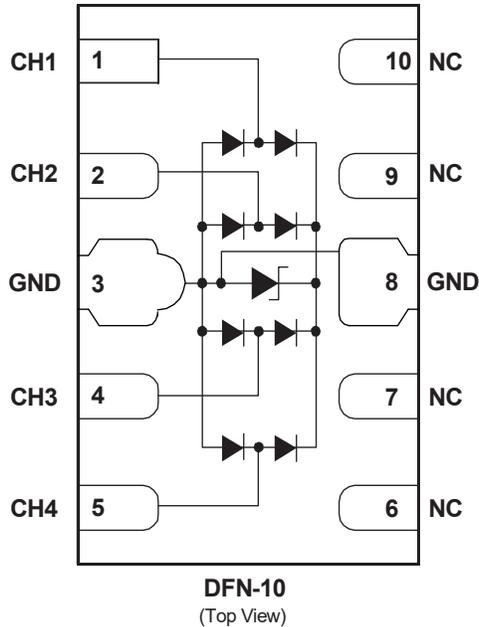 CH1 1 10 NC
CH2 2 9 NC
GND 3 8 GND
CH3 4 7 NC
CH4 5 6 NC
DFN-10
(Top View)